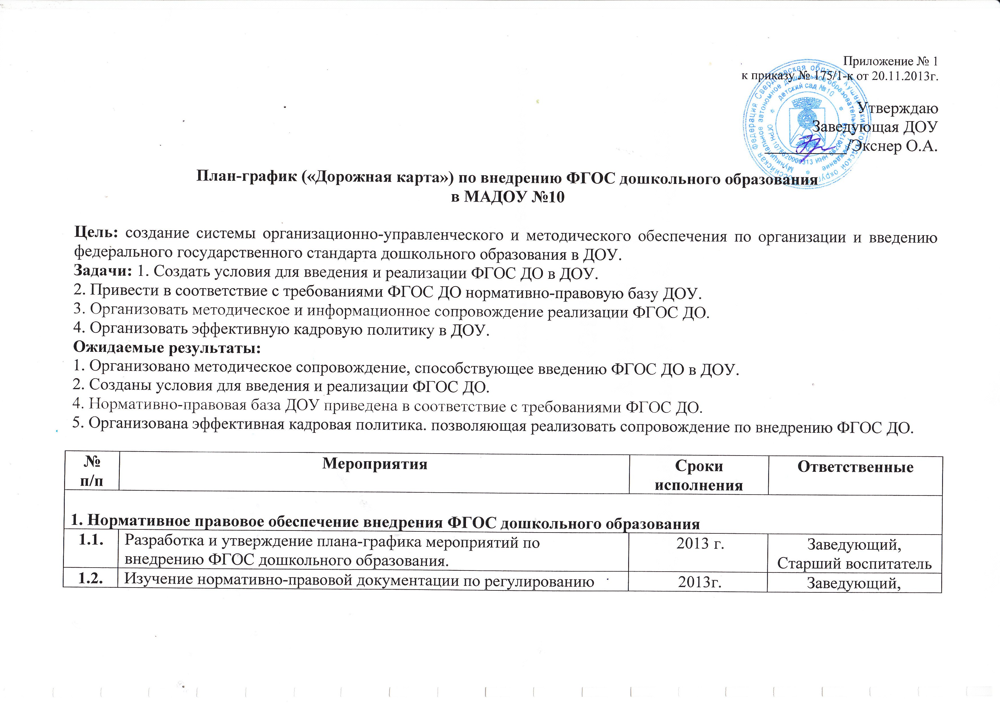 Приложение № 1
к приказу № 175/1-к от 20.11.2013г.
Утверждаю
Заведующая ДОУ
/Экснер О.А.
Российская Федерация Свердловская область Кушвинский городской округ
Муниципальное автономное дошкольное образовательное учреждение
детский сад №10
ОГРН 1076620000313 ИНН
План-график («Дорожная карта») по внедрению ФГОС дошкольного образования
в МАДОУ №10
Цель: создание системы организационно-управленческого и методического обеспечения по организации и введению
федерального государственного стандарта дошкольного образования в ДОУ.
Задачи: 1. Создать условия для введения и реализации ФГОС ДО в ДОУ.
2. Привести в соответствие с требованиями ФГОС ДО нормативно-правовую базу ДОУ.
3. Организовать методическое и информационное сопровождение реализации ФГОС ДО.
4. Организовать эффективную кадровую политику в ДОУ.
Ожидаемые результаты:
1. Организовано методическое сопровождение, способствующее введению ФГОС ДО в ДОУ.
2. Созданы условия для введения и реализации ФГОС ДО.
4. Нормативно-правовая база ДОУ приведена в соответствие с требованиями ФГОС ДО.
5. Организована эффективная кадровая политика. позволяющая реализовать сопровождение по внедрению ФГОС ДО.
№
п/п
Мероприятия
Сроки
исполнения
Ответственные
1. Нормативное правовое обеспечение внедрения ФГОС дошкольного образования
1.1.
Разработка и утверждение плана-графика мероприятий по
внедрению ФГОС дошкольного образования.
2013 г.
Заведующий,
Старший воспитатель
1.2.
Изучение нормативно-правовой документации по регулированию
2013г.
Заведующий,